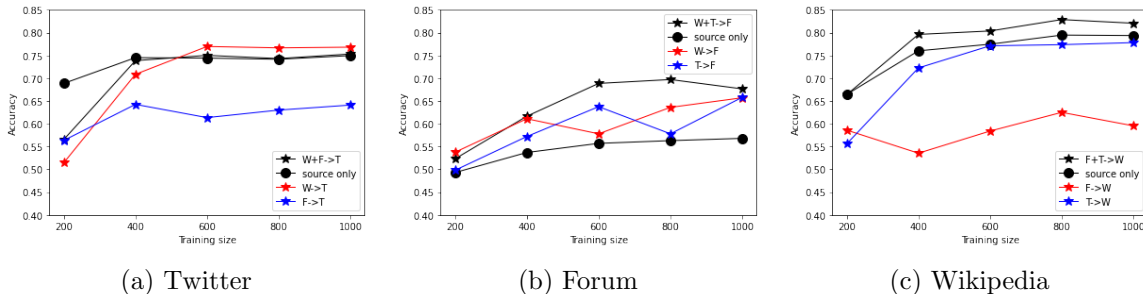 0.85
0.80
0.75
0.70
0.65
0.60
0.55
0.50
0.45
0.40
Accuracy
200 400 600 800 1000
Training size
W+F->T
source only
W->T
F->T
(a) Twitter
0.85
0.80
0.75
0.70
0.65
0.60
0.55
0.50
0.45
0.40
Accuracy
200 400 600 800 1000
Training size
W+T->F
source only
W->F
T->F
(b) Forum
0.85
0.80
0.75
0.70
0.65
0.60
0.55
0.50
0.45
0.40
Accuracy
200 400 600 800 1000
Training size
F+T->W
source only
F->W
T->W
(c) Wikipedia